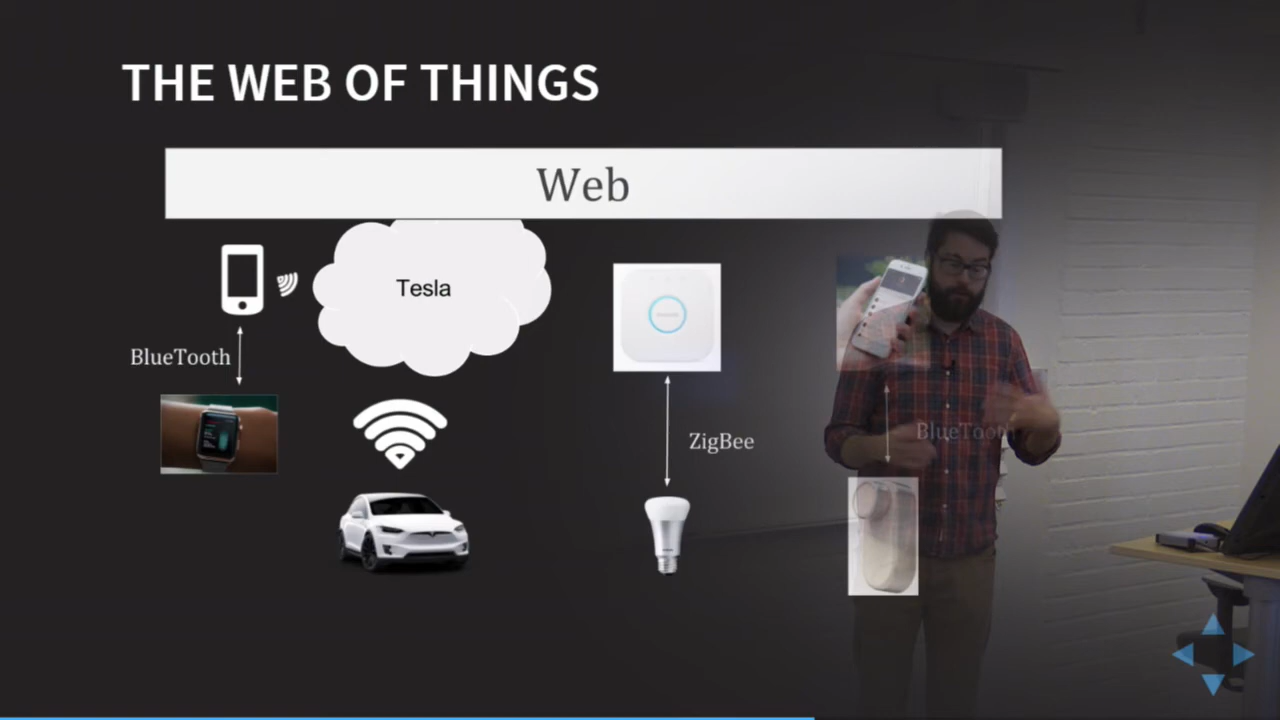 THE WEB OF THINGS
Web
Tesla
BlueTooth
ZigBee
BlueTooth